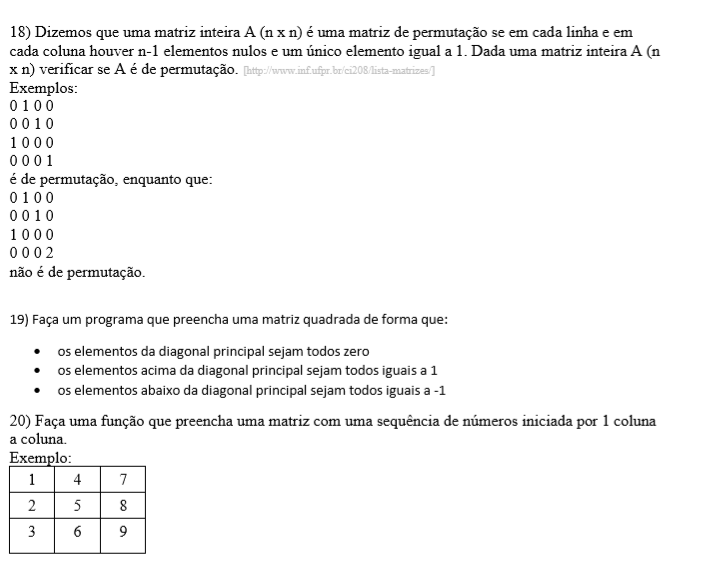 18) Dizemos que uma matriz inteira A (n x n) é uma matriz de permutação se em cada linha e em
cada coluna houver n-1 elementos nulos e um único elemento igual a 1. Dada uma matriz inteira A (n
x n) verificar se A é de permutação. [http://www.inf.ufpr.br/ci208/lista-matrizes/]
Exemplos:
0 1 0 0
0 0 1 0
1 0 0 0
0 0 0 1
é de permutação, enquanto que:
0 1 0 0
0 0 1 0
1 0 0 0
0 0 0 2
não é de permutação.
19) Faça um programa que preencha uma matriz quadrada de forma que:
• os elementos da diagonal principal sejam todos zero
• os elementos acima da diagonal principal sejam todos iguais a 1
• os elementos abaixo da diagonal principal sejam todos iguais a -1
20) Faça uma função que preencha uma matriz com uma sequência de números iniciada por 1 coluna
a coluna.
Exemplo:
1 4 7
2 5 8
3 6 9